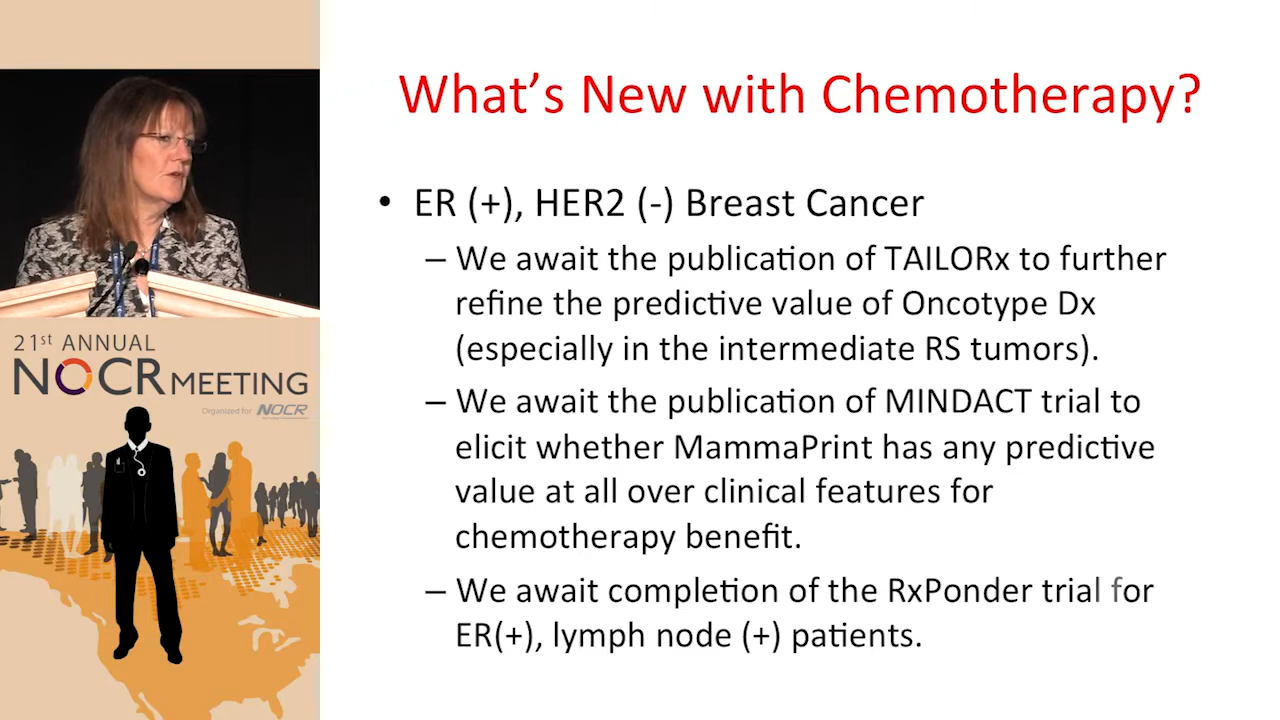 What's New with Chemotherapy?
• ER (+), HER2 (-) Breast Cancer
– We await the publication of TAILORx to further
refine the predictive value of Oncotype Dx
(especially in the intermediate RS tumors).
– We await the publication of MINDACT trial to
elicit whether MammaPrint has any predictive
value at all over clinical features for
chemotherapy benefit.
– We await completion of the RxPonder trial for
ER(+), lymph node (+) patients.
21st ANNUAL
NOCR MEETING
Organized for NOCR